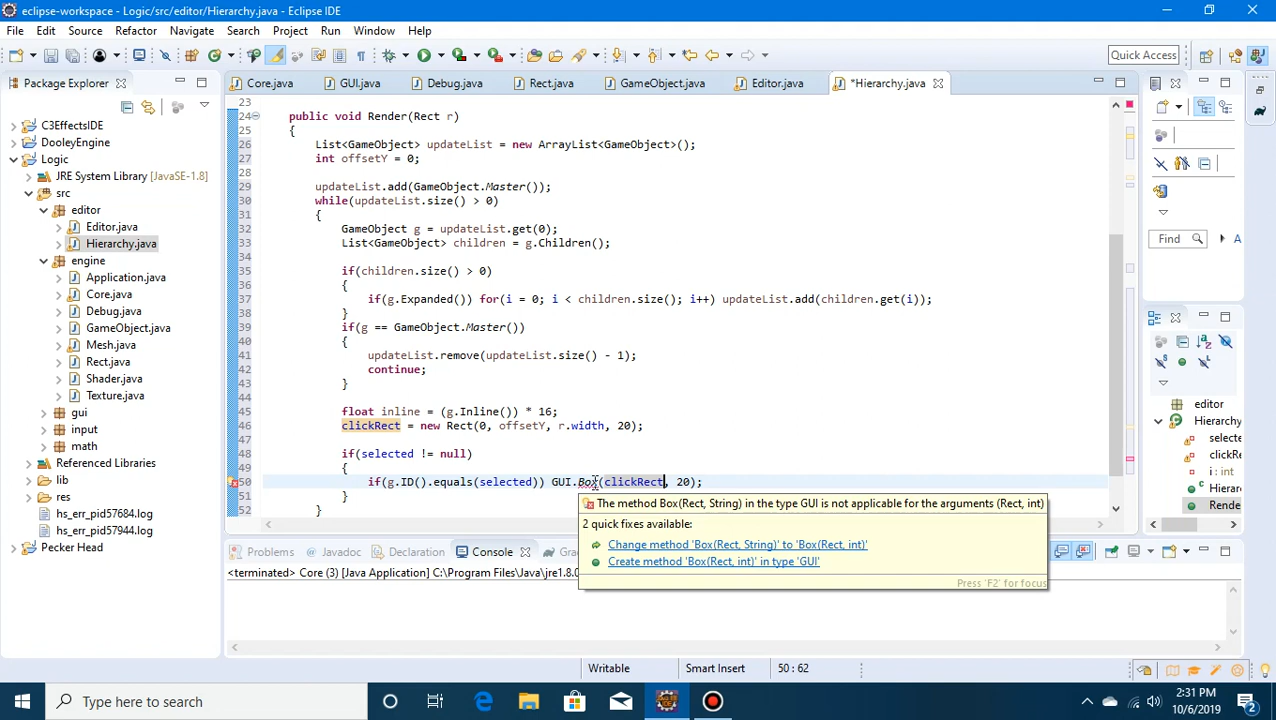 eclipse-workspace - Logic/src/editor/Hierarchy.java - Eclipse IDE
File Edit Source Refactor Navigate Search Project Run Window Help
Quick Access
Package Explorer
Core.java GUI.java Debug.java Rect.java GameObject.java Editor.java *Hierarchy.java
C3EffectsIDE
DooleyEngine
Logic
JRE System Library [JavaSE-1.8]
src
editor
Editor.java
Hierarchy.java
engine
Application.java
Core.java
Debug.java
GameObject.java
Mesh.java
Rect.java
Shader.java
Texture.java
gui
input
math
Referenced Libraries
lib
res
hs_err_pid57684.log
hs_err_pid57944.log
Pecker Head
23
24 public void Render(Rect r)
25 {
26 List<GameObject> updateList = new ArrayList<GameObject>();
27 int offsetY = 0;
28
29 updateList.add(GameObject.Master());
30 while(updateList.size() > 0)
31 {
32 GameObject g = updateList.get(0);
33 List<GameObject> children = g.Children();
34
35 if(children.size() > 0)
36 {
37 if(g.Expanded()) for(i = 0; i < children.size(); i++) updateList.add(children.get(i));
38 }
39 if(g == GameObject.Master())
40 {
41 updateList.remove(updateList.size() - 1);
42 continue;
43 }
44
45 float inline = (g.Inline()) * 16;
46 clickRect = new Rect(0, offsetY, r.width, 20);
47
48 if(selected != null)
49 {
50 if(g.ID().equals(selected)) GUI.Box(clickRect, 20);
51 }
52 }
The method Box(Rect, String) in the type GUI is not applicable for the arguments (Rect, int)
2 quick fixes available:
Change method 'Box(Rect, String)' to 'Box(Rect, int)'
Create method 'Box(Rect, int)' in type 'GUI'
Press 'F2' for focus
Find
A
editor
Hierarchy
selecte
clickRe
i : int
Hierarc
Rende
Problems Javadoc Declaration Console
<terminated> Core (3) [Java Application] C:\Program Files\Java\jre1.8.0
Writable Smart Insert 50 : 62
Type here to search
2:31 PM
10/6/2019
2